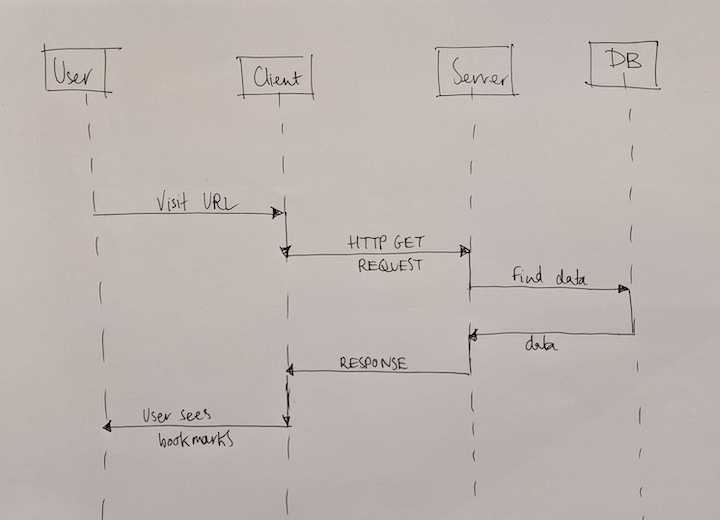 User
Client
Server
DB
Visit URL
HTTP GET
REQUEST
Find data
data
RESPONSE
User sees
bookmarks